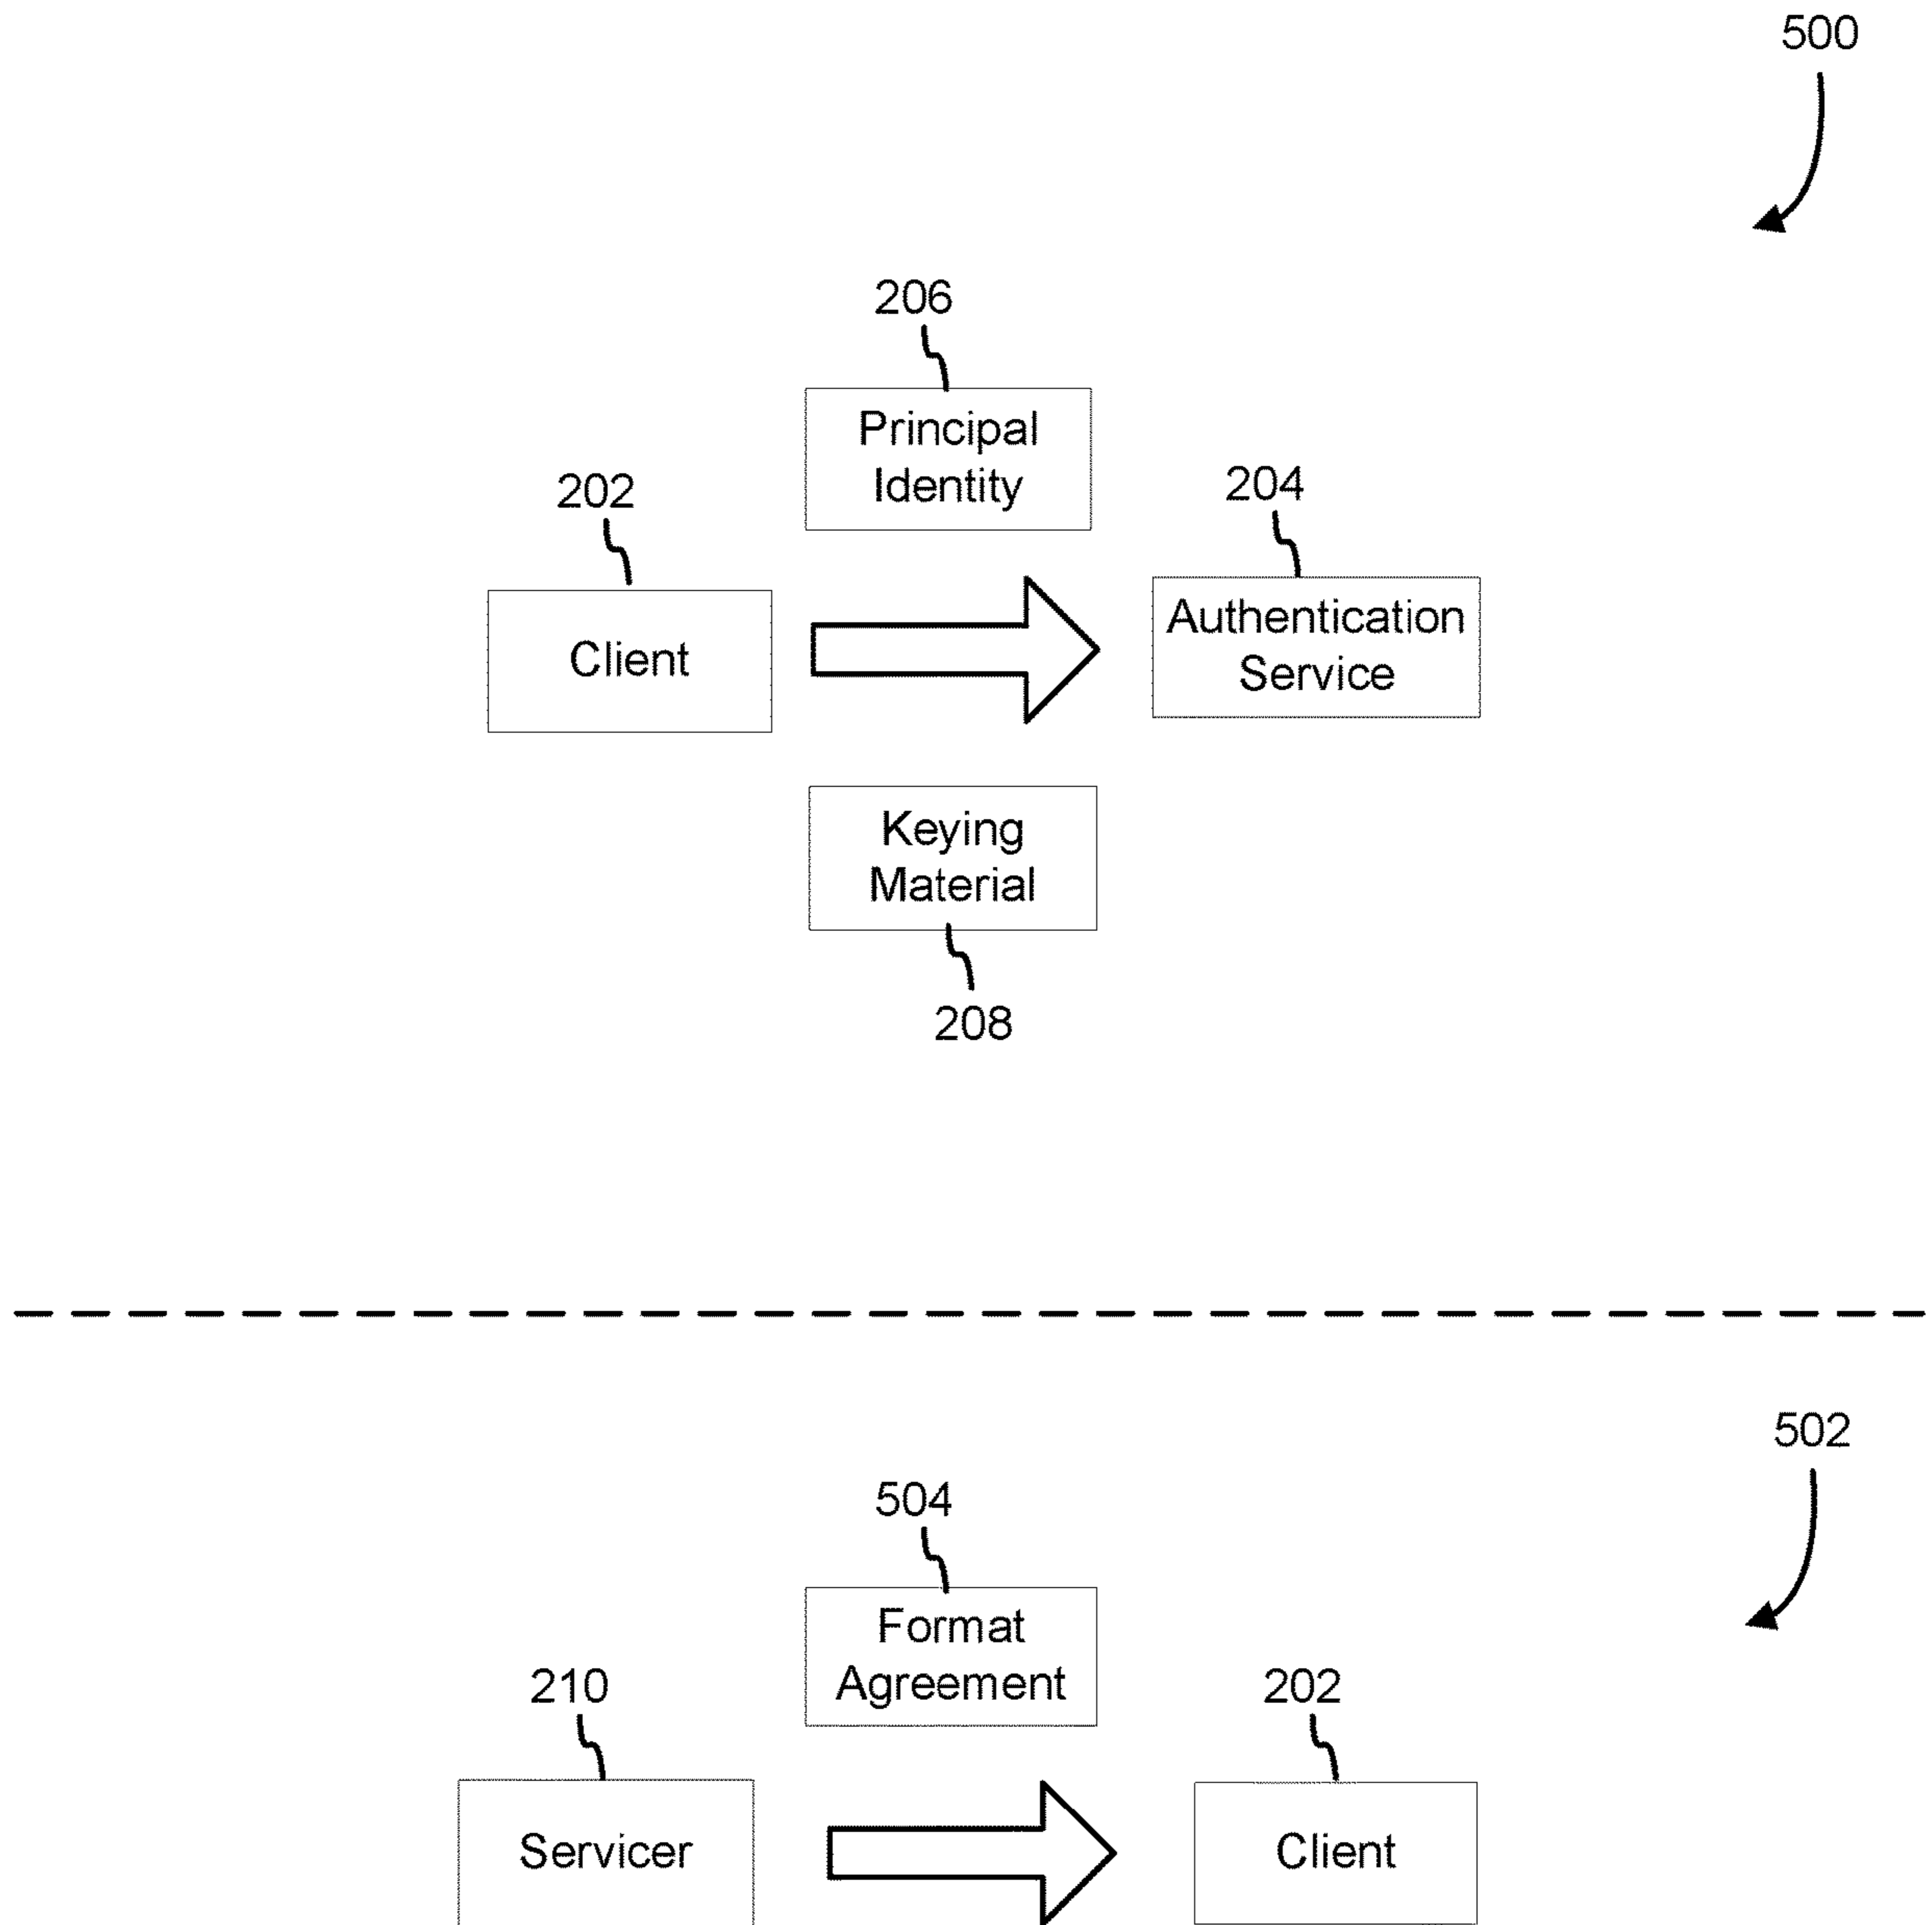 500
206
Principal
Identity
202
204
Client
Authentication
Service
Keying
Material
208
502
504
Format
Agreement
210
202
Servicer
Client